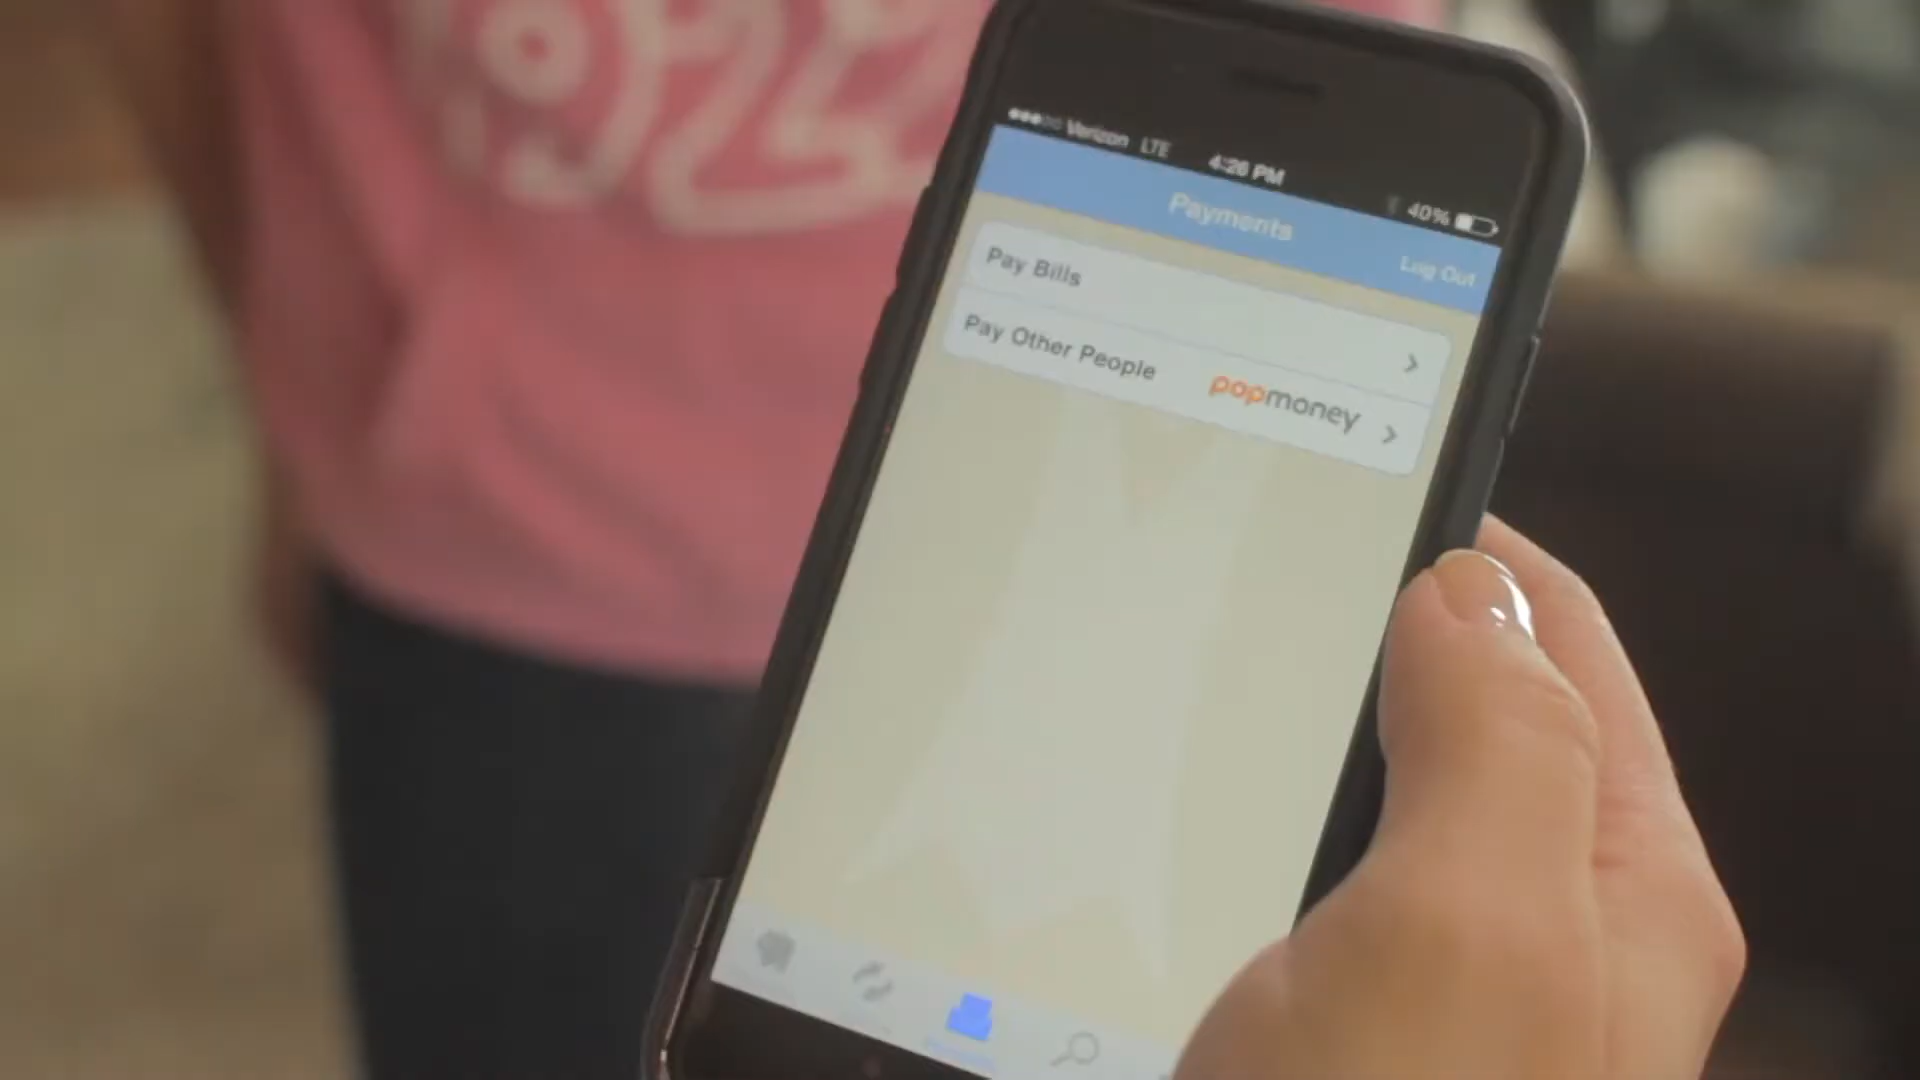 Verizon LTE 4:26 PM 40%
Payments
Log Out
Pay Bills
Pay Other People popmoney